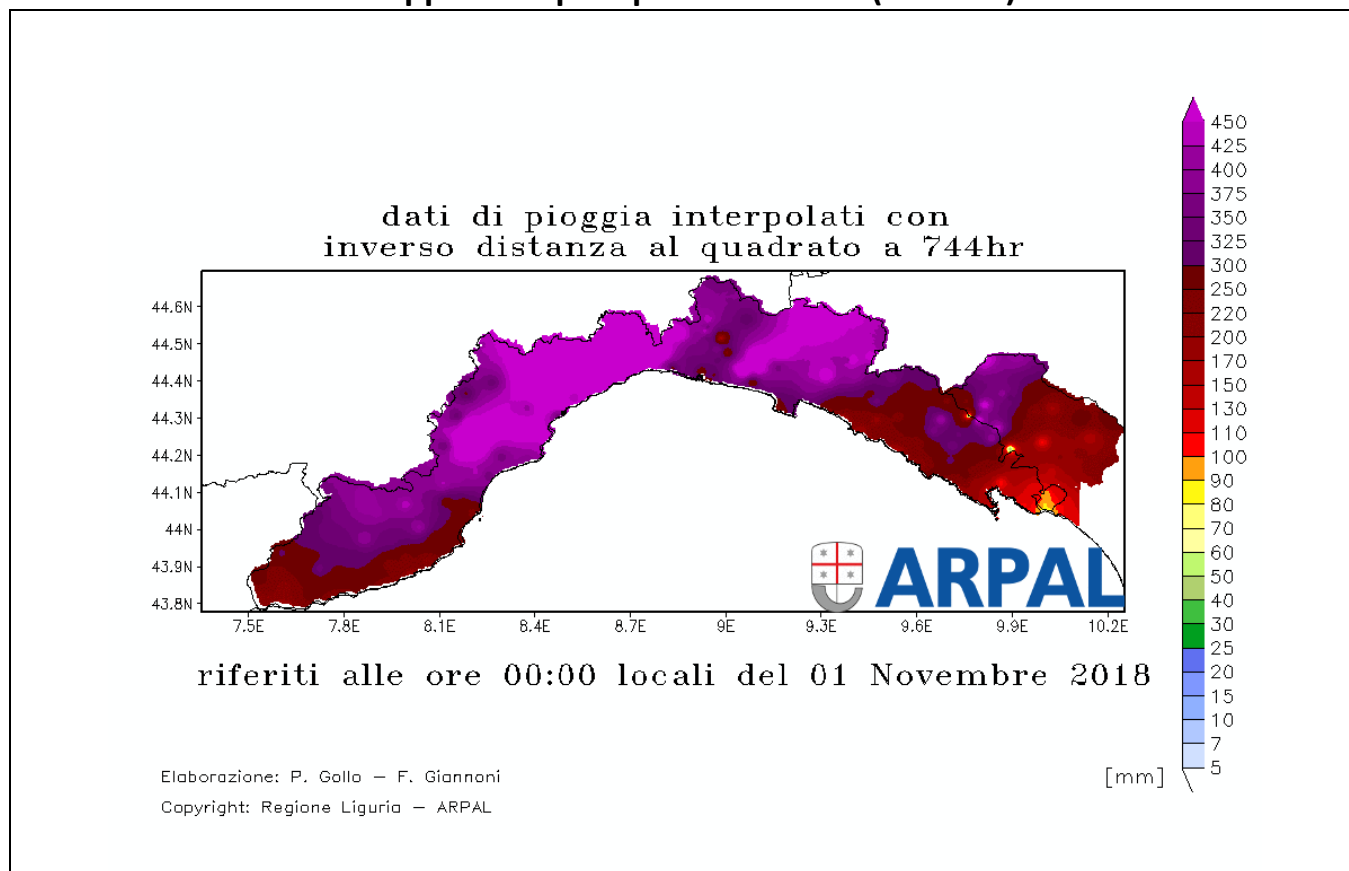 dati di pioggia interpolati con
inverso distanza al quadrato a 744hr
44.6N
44.5N
44.4N
44.3N
44.2N
44.1N
44N
43.9N
43.8N
7.5E 7.8E 8.1E 8.4E 8.7E 9E 9.3E 9.6E 9.9E 10.2E
ARPAL
450
425
400
375
350
325
300
250
220
170
150
130
110
100
90
80
70
60
50
40
30
25
20
15
10
7
5
[mm]
riferiti alle ore 00:00 locali del 01 Novembre 2018
Elaborazione: P. Gollo – F. Giannoni
Copyright: Regione Liguria – ARPAL